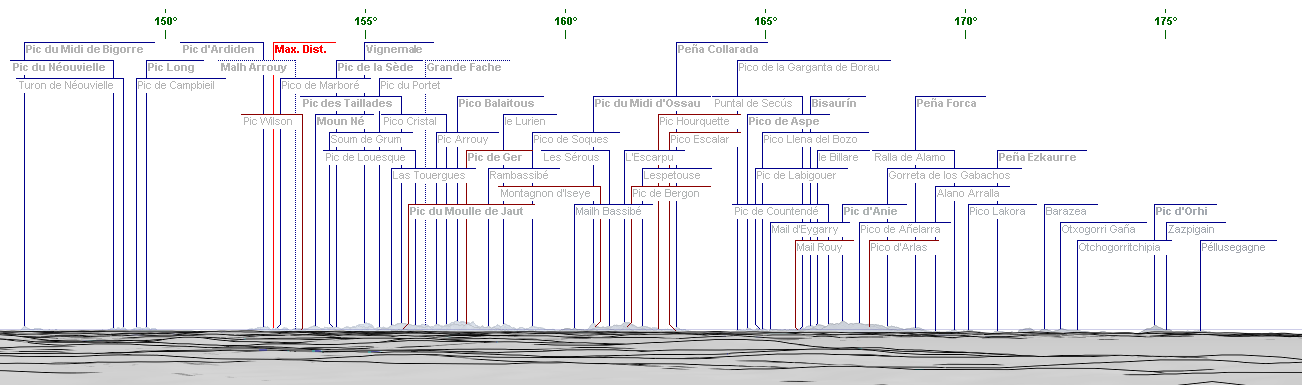 150° 155° 160° 165° 170° 175°
Pic du Midi de Bigorre Pic d'Ardiden Max. Dist. Vignemale Peña Collarada
Pic du Néouvielle Pic Long Malh Arrouy Pic de la Sède Grande Fache Pico de la Garganta de Borau
Turon de Néouvielle Pic de Campbieil Pico de Marboré Pic du Portet
Pic des Taillades Pico Balaitous Pic du Midi d'Ossau Puntal de Secús Bisaurín Peña Forca
Pic Wilson Moun Né Pico Cristal le Lurien Pic Hourquette Pico de Aspe
Soum de Grum Pic Arrouy Pico de Soques Pico Escalar Pico Llena del Bozo
Pic de Louesque Pic de Ger Les Sérous L'Escarpu le Billare Ralla de Alano Peña Ezkaurre
Las Touergues Rambassibé Lespetouse Pic de Labigouer Gorreta de los Gabachos
Montagnon d'Iseye Pic de Bergon Alano Arralla
Pic du Moulle de Jaut Mailh Bassibé Pic de Countendé Pic d'Anie Pico Lakora Barazea Pic d'Orhi
Mail d'Eygarry Pico de Añelarra Otxogorri Gaña Zazpigain
Mail Rouy Pico d'Arlas Otchogorritchipia Péllusegagne